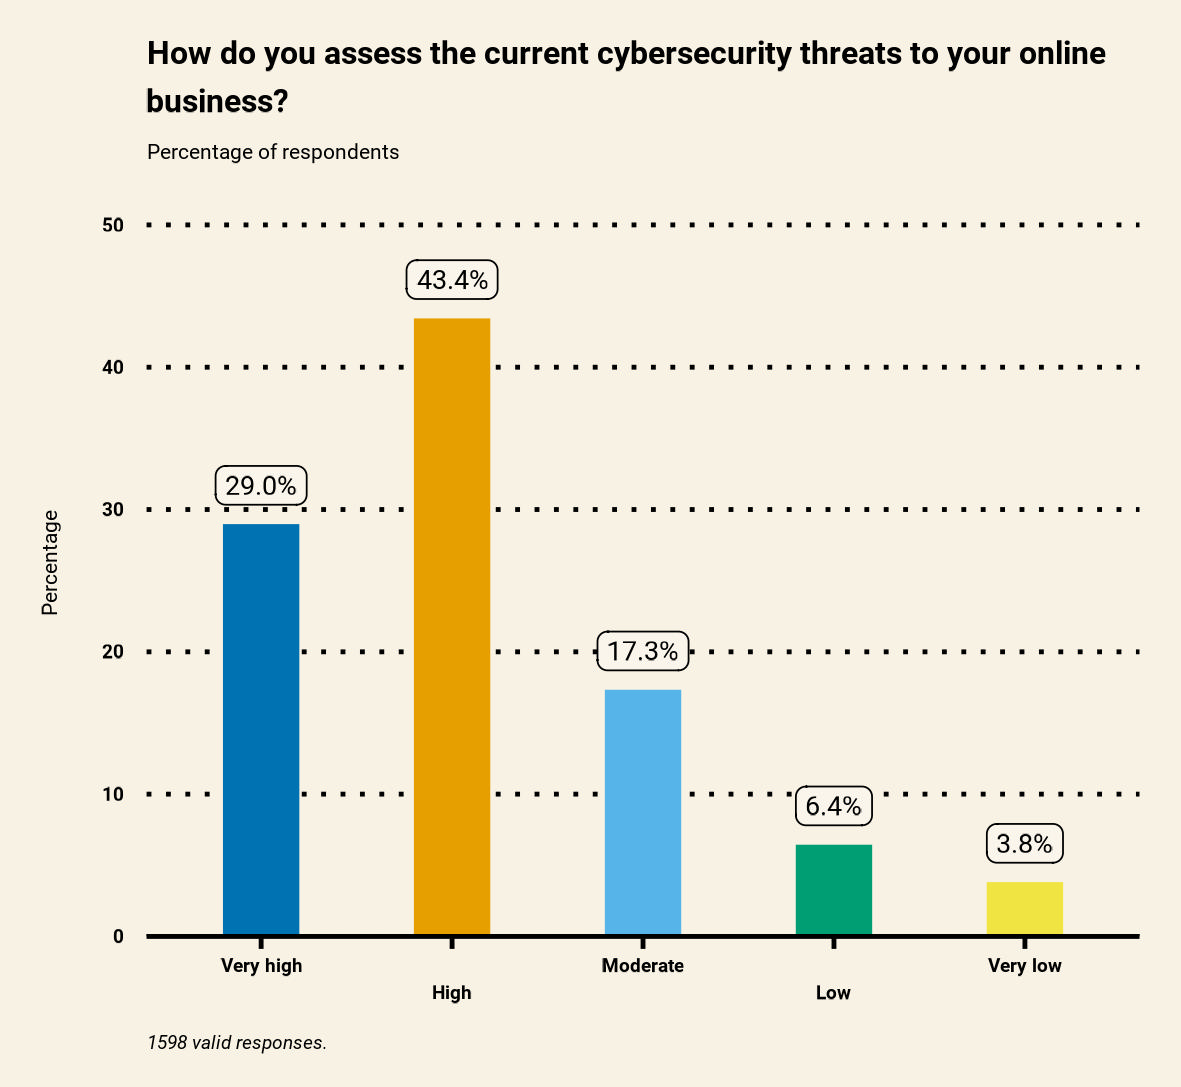 How do you assess the current cybersecurity threats to your online
business?
Percentage of respondents
50
43.4%
40
29.0%
30
Percentage
17.3%
20
6.4%
10
3.8%
0
Very high
Moderate
Very low
High
Low
1598 valid responses.